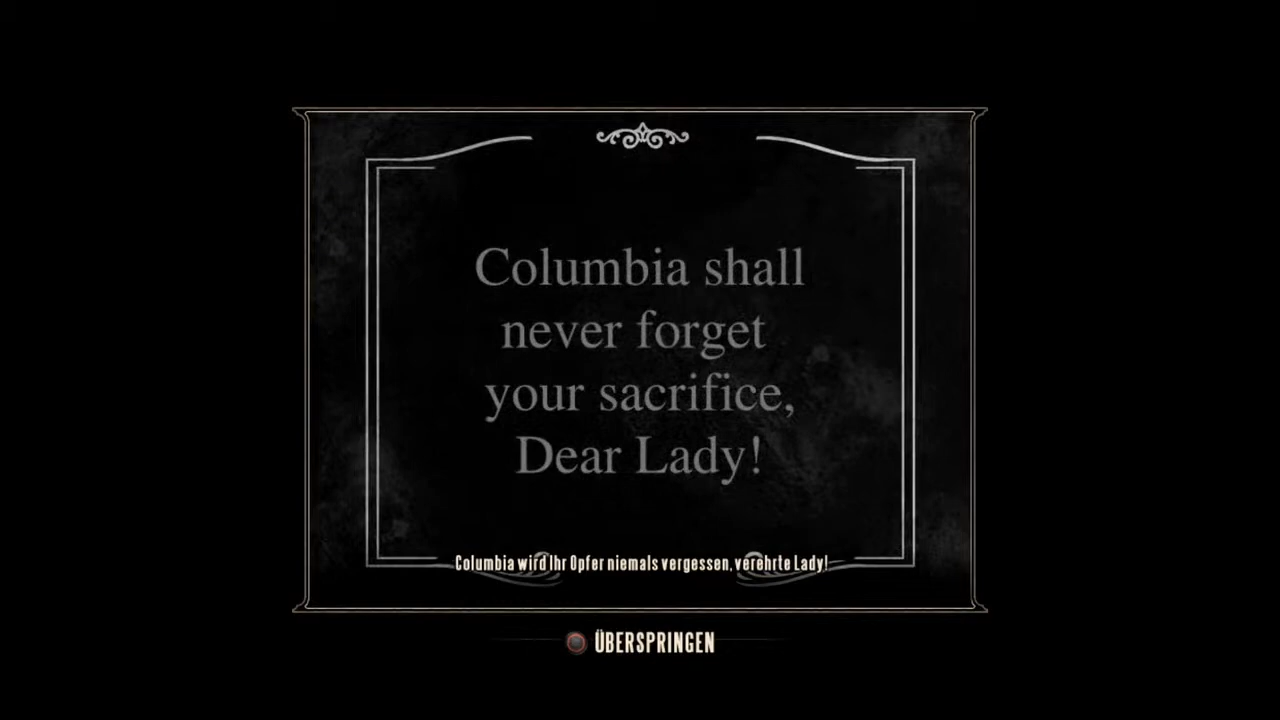 Columbia shall
never forget
your sacrifice,
Dear Lady!
Columbia wird Ihr Opfer niemals vergessen, verehrte Lady!
ÜBERSPRINGEN